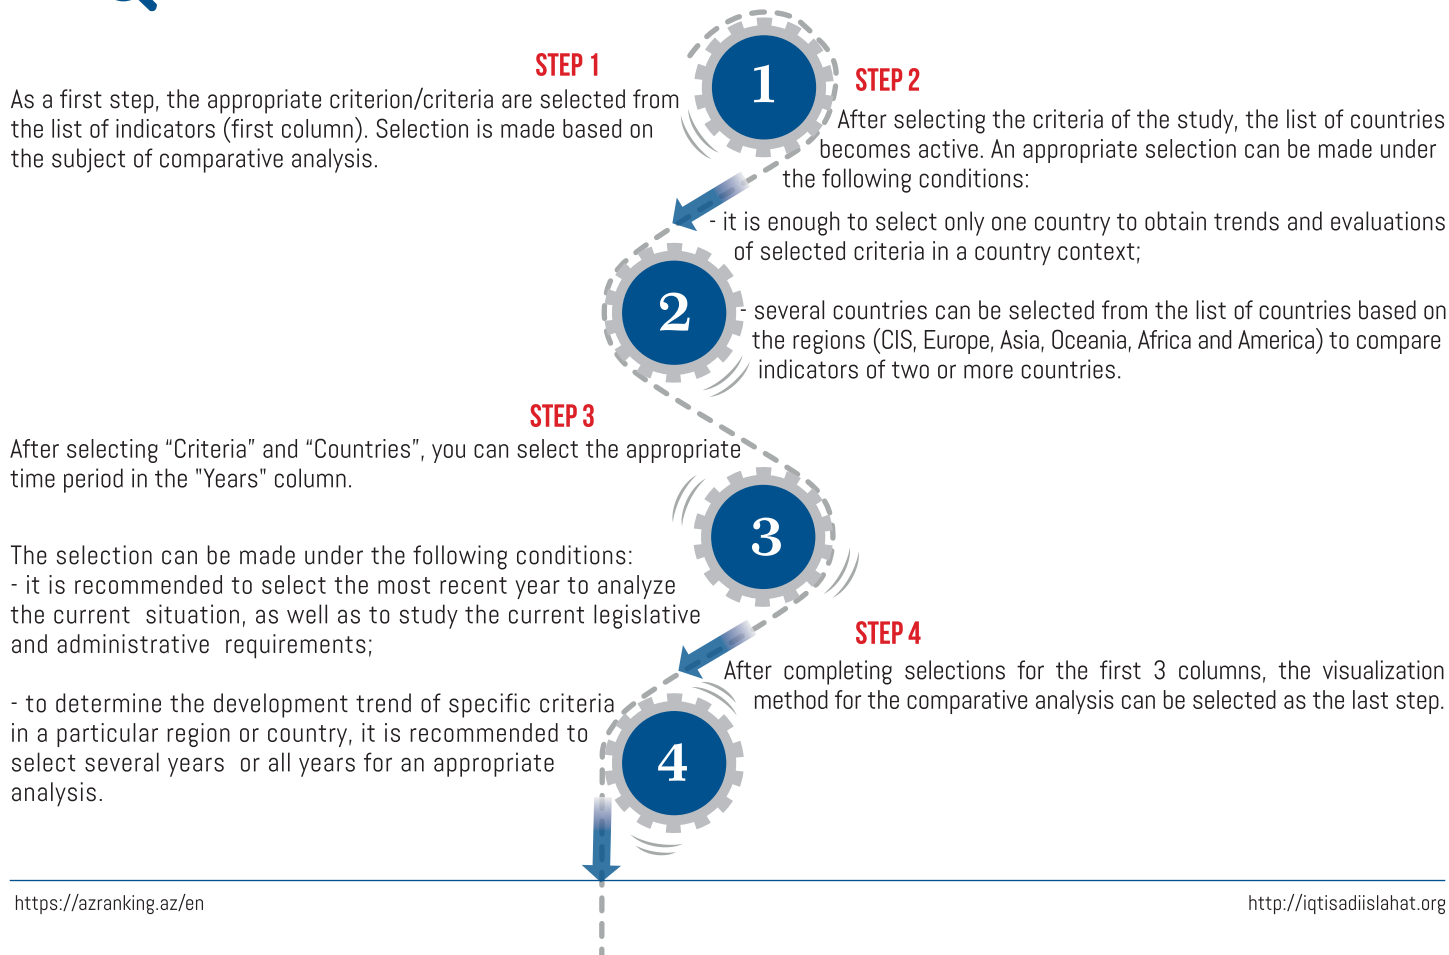 STEP 1
As a first step, the appropriate criterion/criteria are selected from
the list of indicators (first column). Selection is made based on
the subject of comparative analysis.
1
STEP 2
After selecting the criteria of the study, the list of countries
becomes active. An appropriate selection can be made under
the following conditions:
- it is enough to select only one country to obtain trends and evaluations
of selected criteria in a country context;
2
- several countries can be selected from the list of countries based on
the regions (CIS, Europe, Asia, Oceania, Africa and America) to compare
indicators of two or more countries.
STEP 3
After selecting “Criteria” and “Countries”, you can select the appropriate
time period in the "Years" column.
3
The selection can be made under the following conditions:
- it is recommended to select the most recent year to analyze
the current situation, as well as to study the current legislative
and administrative requirements;
- to determine the development trend of specific criteria
in a particular region or country, it is recommended to
select several years or all years for an appropriate
analysis.
STEP 4
After completing selections for the first 3 columns, the visualization
method for the comparative analysis can be selected as the last step.
4
https://azranking.az/en
http://iqtisadiislahat.org